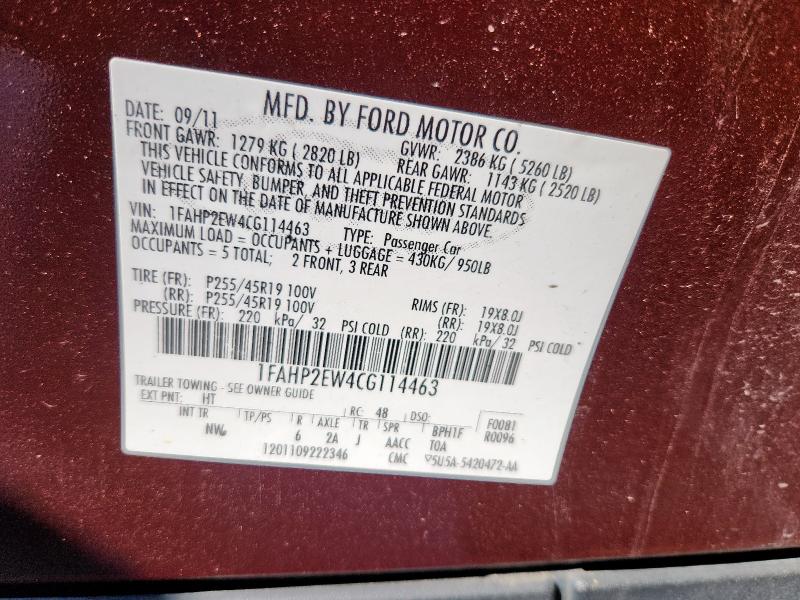 MFD. BY FORD MOTOR CO.
DATE: 09/11 GVWR: 2386 KG ( 5260 LB)
FRONT GAWR: 1279 KG ( 2820 LB) REAR GAWR: 1143 KG ( 2520 LB)
THIS VEHICLE CONFORMS TO ALL APPLICABLE FEDERAL MOTOR
VEHICLE SAFETY, BUMPER, AND THEFT PREVENTION STANDARDS
IN EFFECT ON THE DATE OF MANUFACTURE SHOWN ABOVE.
VIN: 1FAHP2EW4CG114463 TYPE: Passenger Car
MAXIMUM LOAD = OCCUPANTS + LUGGAGE = 430KG/ 950LB
OCCUPANTS = 5 TOTAL; 2 FRONT, 3 REAR
TIRE (FR): P255/45R19 100V RIMS (FR): 19X8.0J
(RR): P255/45R19 100V (RR): 19X8.0J
PRESSURE (FR): 220 kPa/ 32 PSI COLD (RR): 220 kPa/ 32 PSI COLD
1FAHP2EW4CG114463
TRAILER TOWING - SEE OWNER GUIDE
EXT PNT: HT RC: 48 DSO: F0081
INT TR TP/PS R AXLE TR SPR BPH1F R0096
NW6 6 2A J AACC T0A
1201109222346 CMC ▽5U5A-5420472-AA